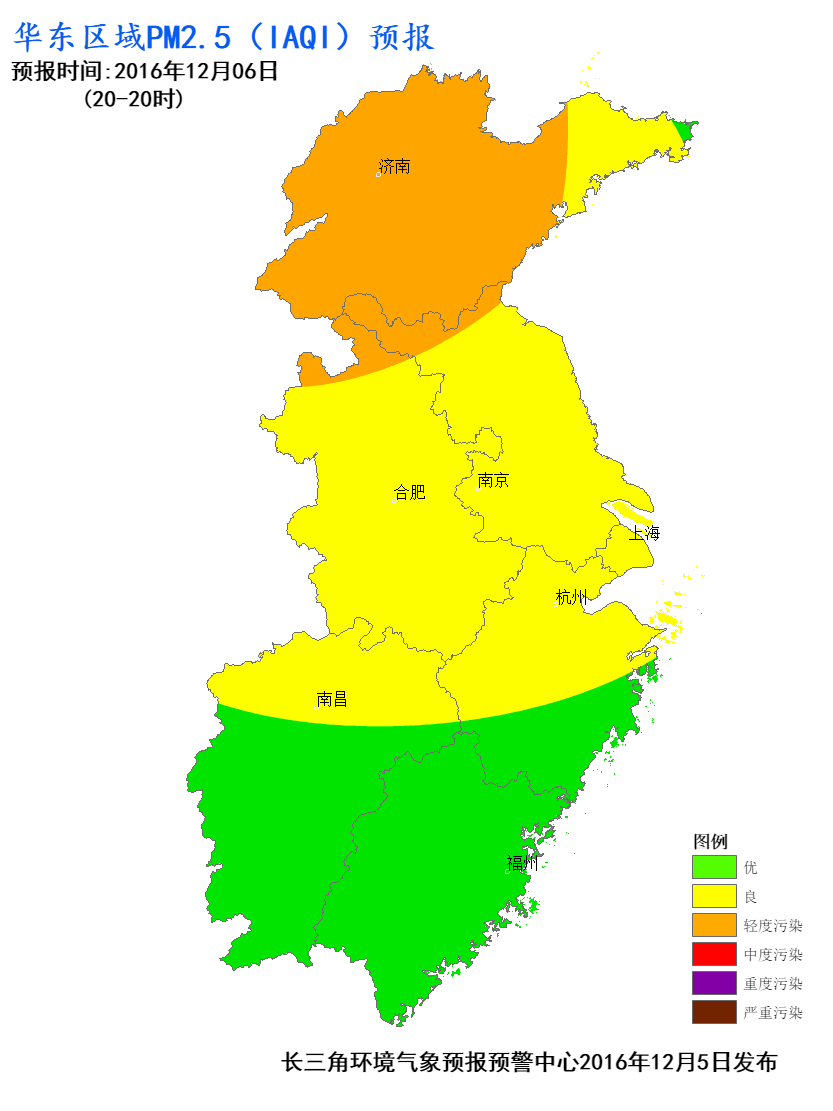 华东区域PM2.5（IAQI）预报
预报时间:2016年12月06日
(20-20时)
济南
合肥
南京
上海
杭州
南昌
福州
图例
优
良
轻度污染
中度污染
重度污染
严重污染
长三角环境气象预报预警中心2016年12月5日发布